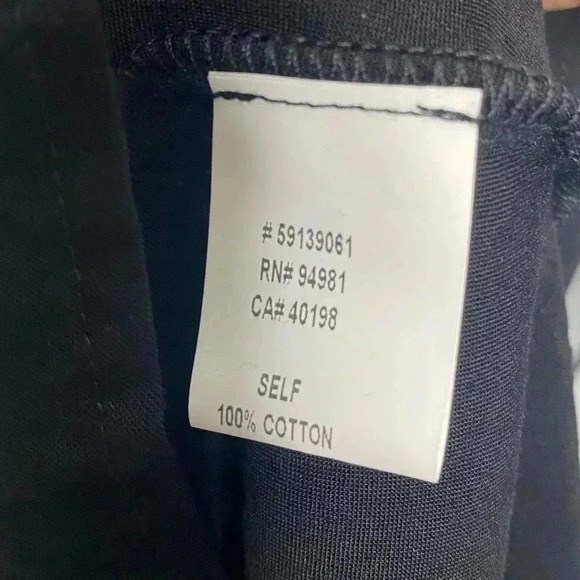 # 59139061
RN# 94981
CA# 40198
SELF
100% COTTON